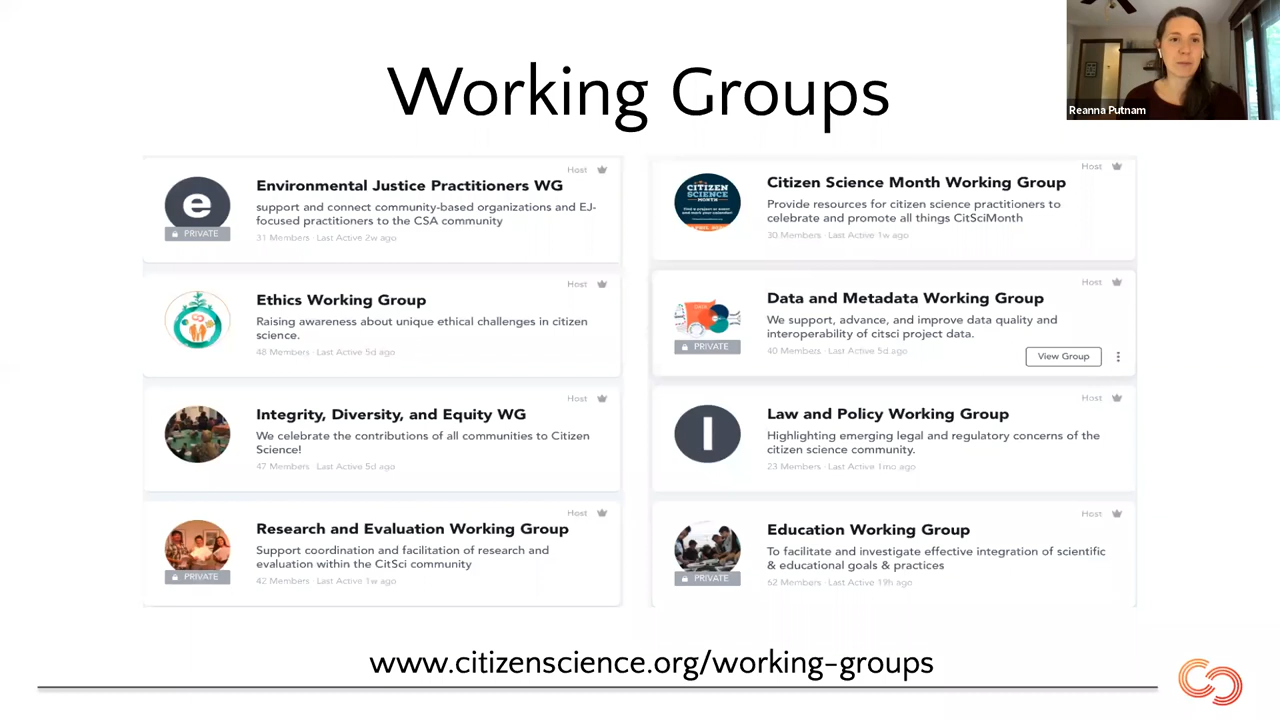 Working Groups
Reanna Putnam
Host
e
PRIVATE
Environmental Justice Practitioners WG
support and connect community-based organizations and EJ-
focused practitioners to the CSA community
31 Members · Last Active 2w ago
Host
Ethics Working Group
Raising awareness about unique ethical challenges in citizen
science.
48 Members · Last Active 5d ago
Host
Integrity, Diversity, and Equity WG
We celebrate the contributions of all communities to Citizen
Science!
47 Members · Last Active 5d ago
Host
PRIVATE
Research and Evaluation Working Group
Support coordination and facilitation of research and
evaluation within the CitSci community
42 Members · Last Active 1w ago
Host
CITIZEN
SCIENCE
MONTH
Citizen Science Month Working Group
Provide resources for citizen science practitioners to
celebrate and promote all things CitSciMonth
30 Members · Last Active 1w ago
Host
PRIVATE
Data and Metadata Working Group
We support, advance, and improve data quality and
interoperability of citsci project data.
40 Members · Last Active 5d ago
View Group
Host
l
Law and Policy Working Group
Highlighting emerging legal and regulatory concerns of the
citizen science community.
23 Members · Last Active 1mo ago
Host
PRIVATE
Education Working Group
To facilitate and investigate effective integration of scientific
& educational goals & practices
62 Members · Last Active 19h ago
www.citizenscience.org/working-groups